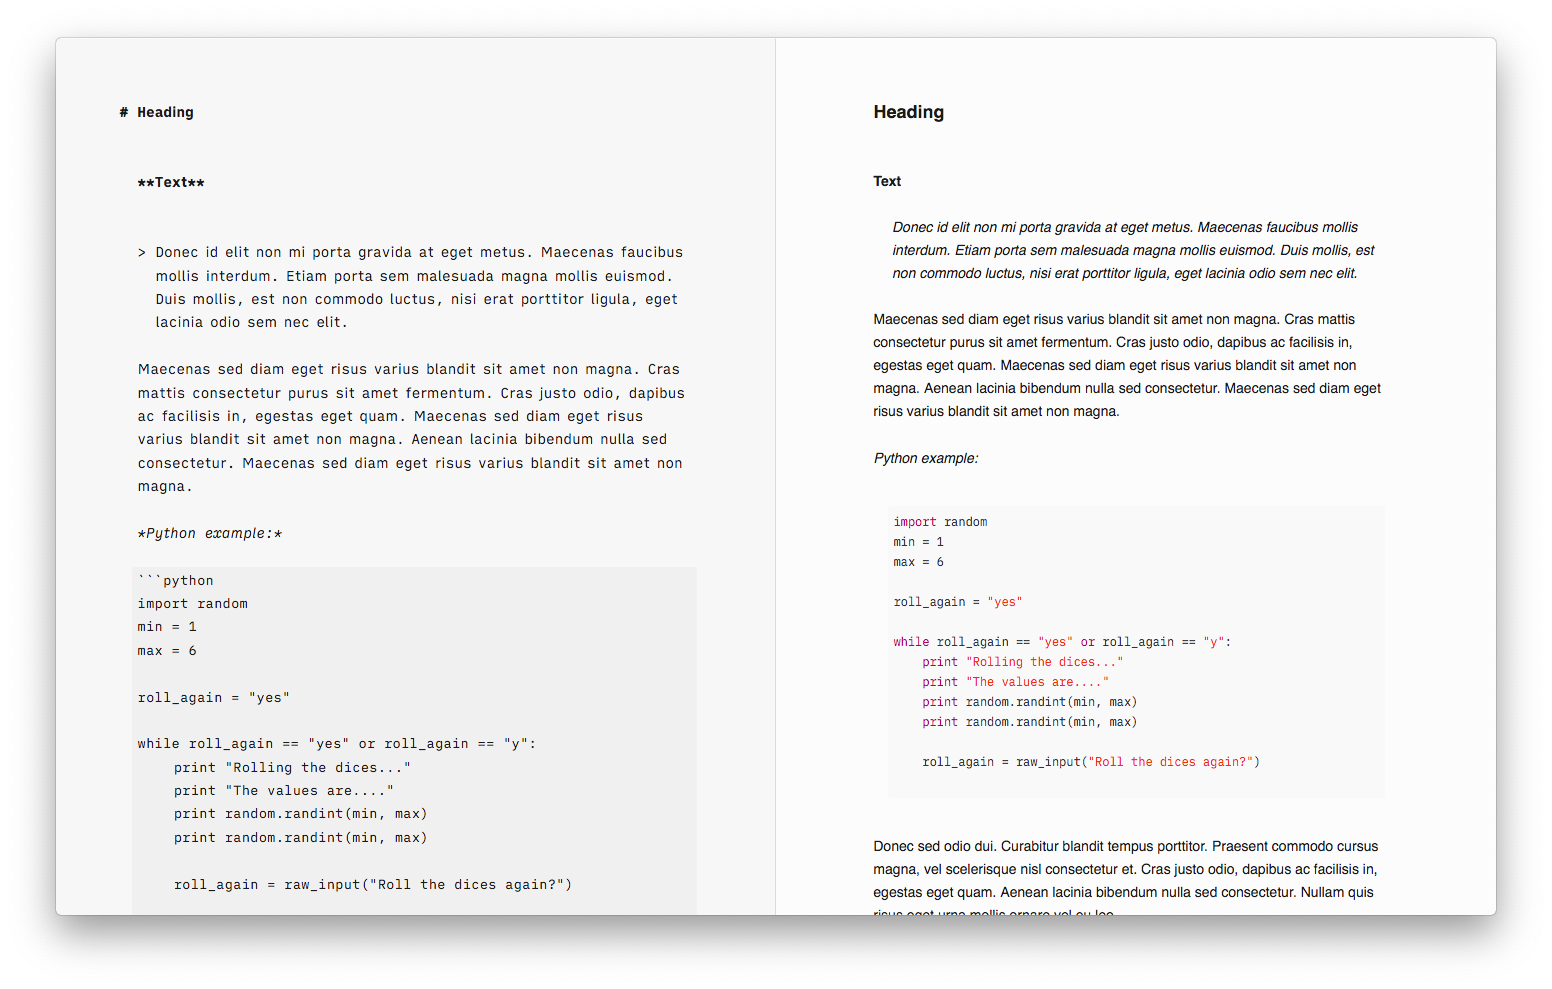 # Heading
**Text**
> Donec id elit non mi porta gravida at eget metus. Maecenas faucibus
mollis interdum. Etiam porta sem malesuada magna mollis euismod.
Duis mollis, est non commodo luctus, nisi erat porttitor ligula, eget
lacinia odio sem nec elit.
Maecenas sed diam eget risus varius blandit sit amet non magna. Cras
mattis consectetur purus sit amet fermentum. Cras justo odio, dapibus
ac facilisis in, egestas eget quam. Maecenas sed diam eget risus
varius blandit sit amet non magna. Aenean lacinia bibendum nulla sed
consectetur. Maecenas sed diam eget risus varius blandit sit amet non
magna.
*Python example:*
```python
import random
min = 1
max = 6
roll_again = "yes"
while roll_again == "yes" or roll_again == "y":
    print "Rolling the dices..."
    print "The values are...."
    print random.randint(min, max)
    print random.randint(min, max)
    roll_again = raw_input("Roll the dices again?")
Heading
Text
Donec id elit non mi porta gravida at eget metus. Maecenas faucibus mollis
interdum. Etiam porta sem malesuada magna mollis euismod. Duis mollis, est
non commodo luctus, nisi erat porttitor ligula, eget lacinia odio sem nec elit.
Maecenas sed diam eget risus varius blandit sit amet non magna. Cras mattis
consectetur purus sit amet fermentum. Cras justo odio, dapibus ac facilisis in,
egestas eget quam. Maecenas sed diam eget risus varius blandit sit amet non
magna. Aenean lacinia bibendum nulla sed consectetur. Maecenas sed diam eget
risus varius blandit sit amet non magna.
Python example:
import random
min = 1
max = 6
roll_again = "yes"
while roll_again == "yes" or roll_again == "y":
    print "Rolling the dices..."
    print "The values are...."
    print random.randint(min, max)
    print random.randint(min, max)
    roll_again = raw_input("Roll the dices again?")
Donec sed odio dui. Curabitur blandit tempus porttitor. Praesent commodo cursus
magna, vel scelerisque nisl consectetur et. Cras justo odio, dapibus ac facilisis in,
egestas eget quam. Aenean lacinia bibendum nulla sed consectetur. Nullam quis
risus eget urna mollis ornare vel eu leo.